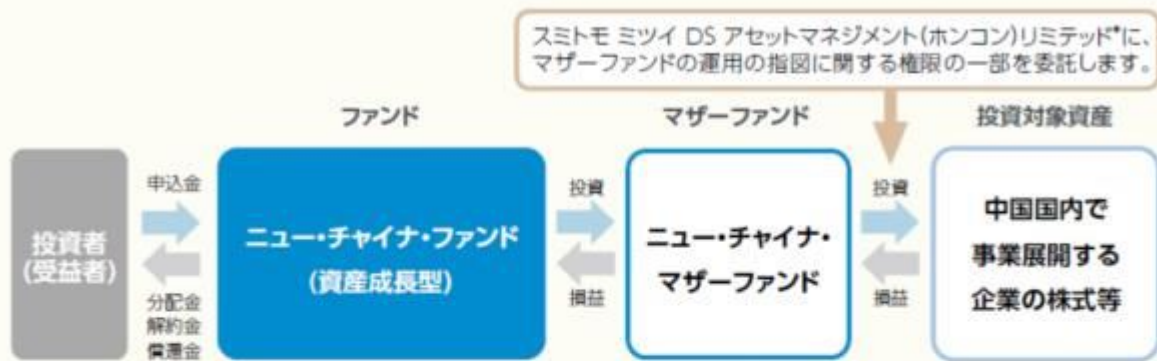 スミトモ ミツイ DS アセットマネジメント(ホンコン)リミテッド*に、
マザーファンドの運用の指図に関する権限の一部を委託します。
ファンド
マザーファンド
投資対象資産
投資者
(受益者)
申込金
分配金
解約金
償還金
ニュー・チャイナ・ファンド
(資産成長型)
投資
損益
ニュー・チャイナ・
マザーファンド
投資
損益
中国国内で
事業展開する
企業の株式等